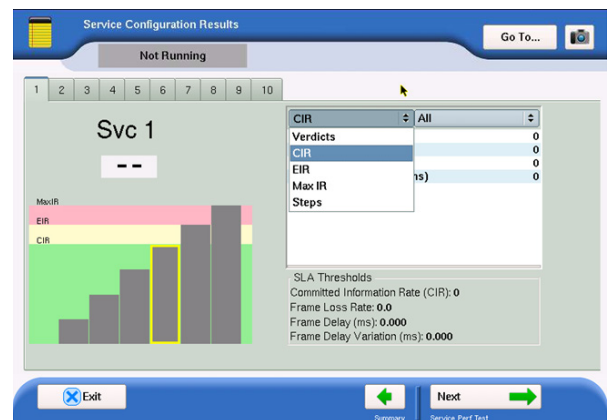 Service Configuration Results
Go To...
Not Running
1 2 3 4 5 6 7 8 9 10
Svc 1
--
MaxIR
EIR
CIR
CIR All
Verdicts 0
CIR 0
EIR 0
Max IR ns) 0
Steps
SLA Thresholds
Committed Information Rate (CIR): 0
Frame Loss Rate: 0.0
Frame Delay (ms): 0.000
Frame Delay Variation (ms): 0.000
Exit
Next
Summary
Service Perf Test